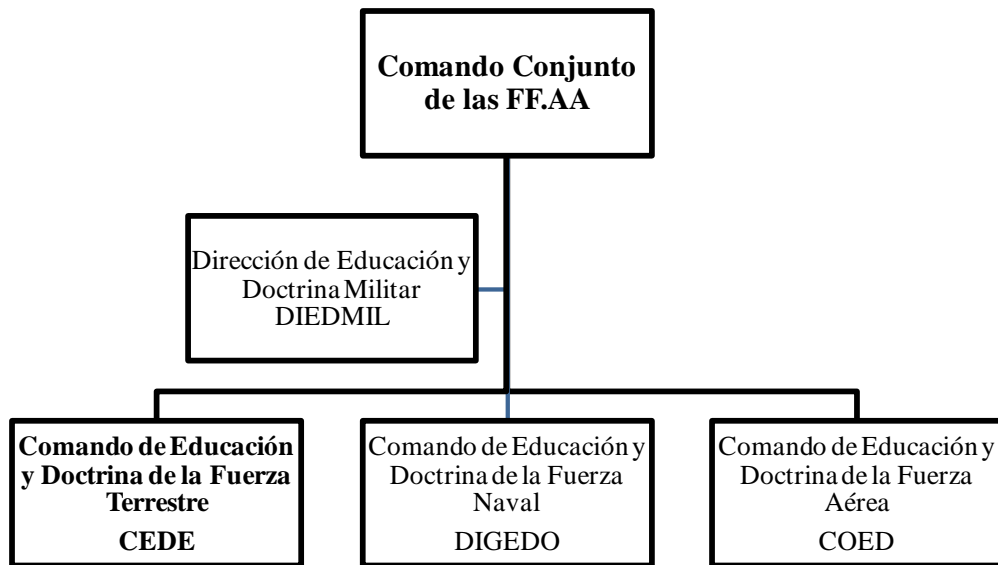 Comando Conjunto
de las FF.AA
Dirección de Educación y
Doctrina Militar
DIEDMIL
Comando de Educación
y Doctrina de la Fuerza
Terrestre
CEDE
Comando de Educación y
Doctrina de la Fuerza
Naval
DIGEDO
Comando de Educación y
Doctrina de la Fuerza
Aérea
COED